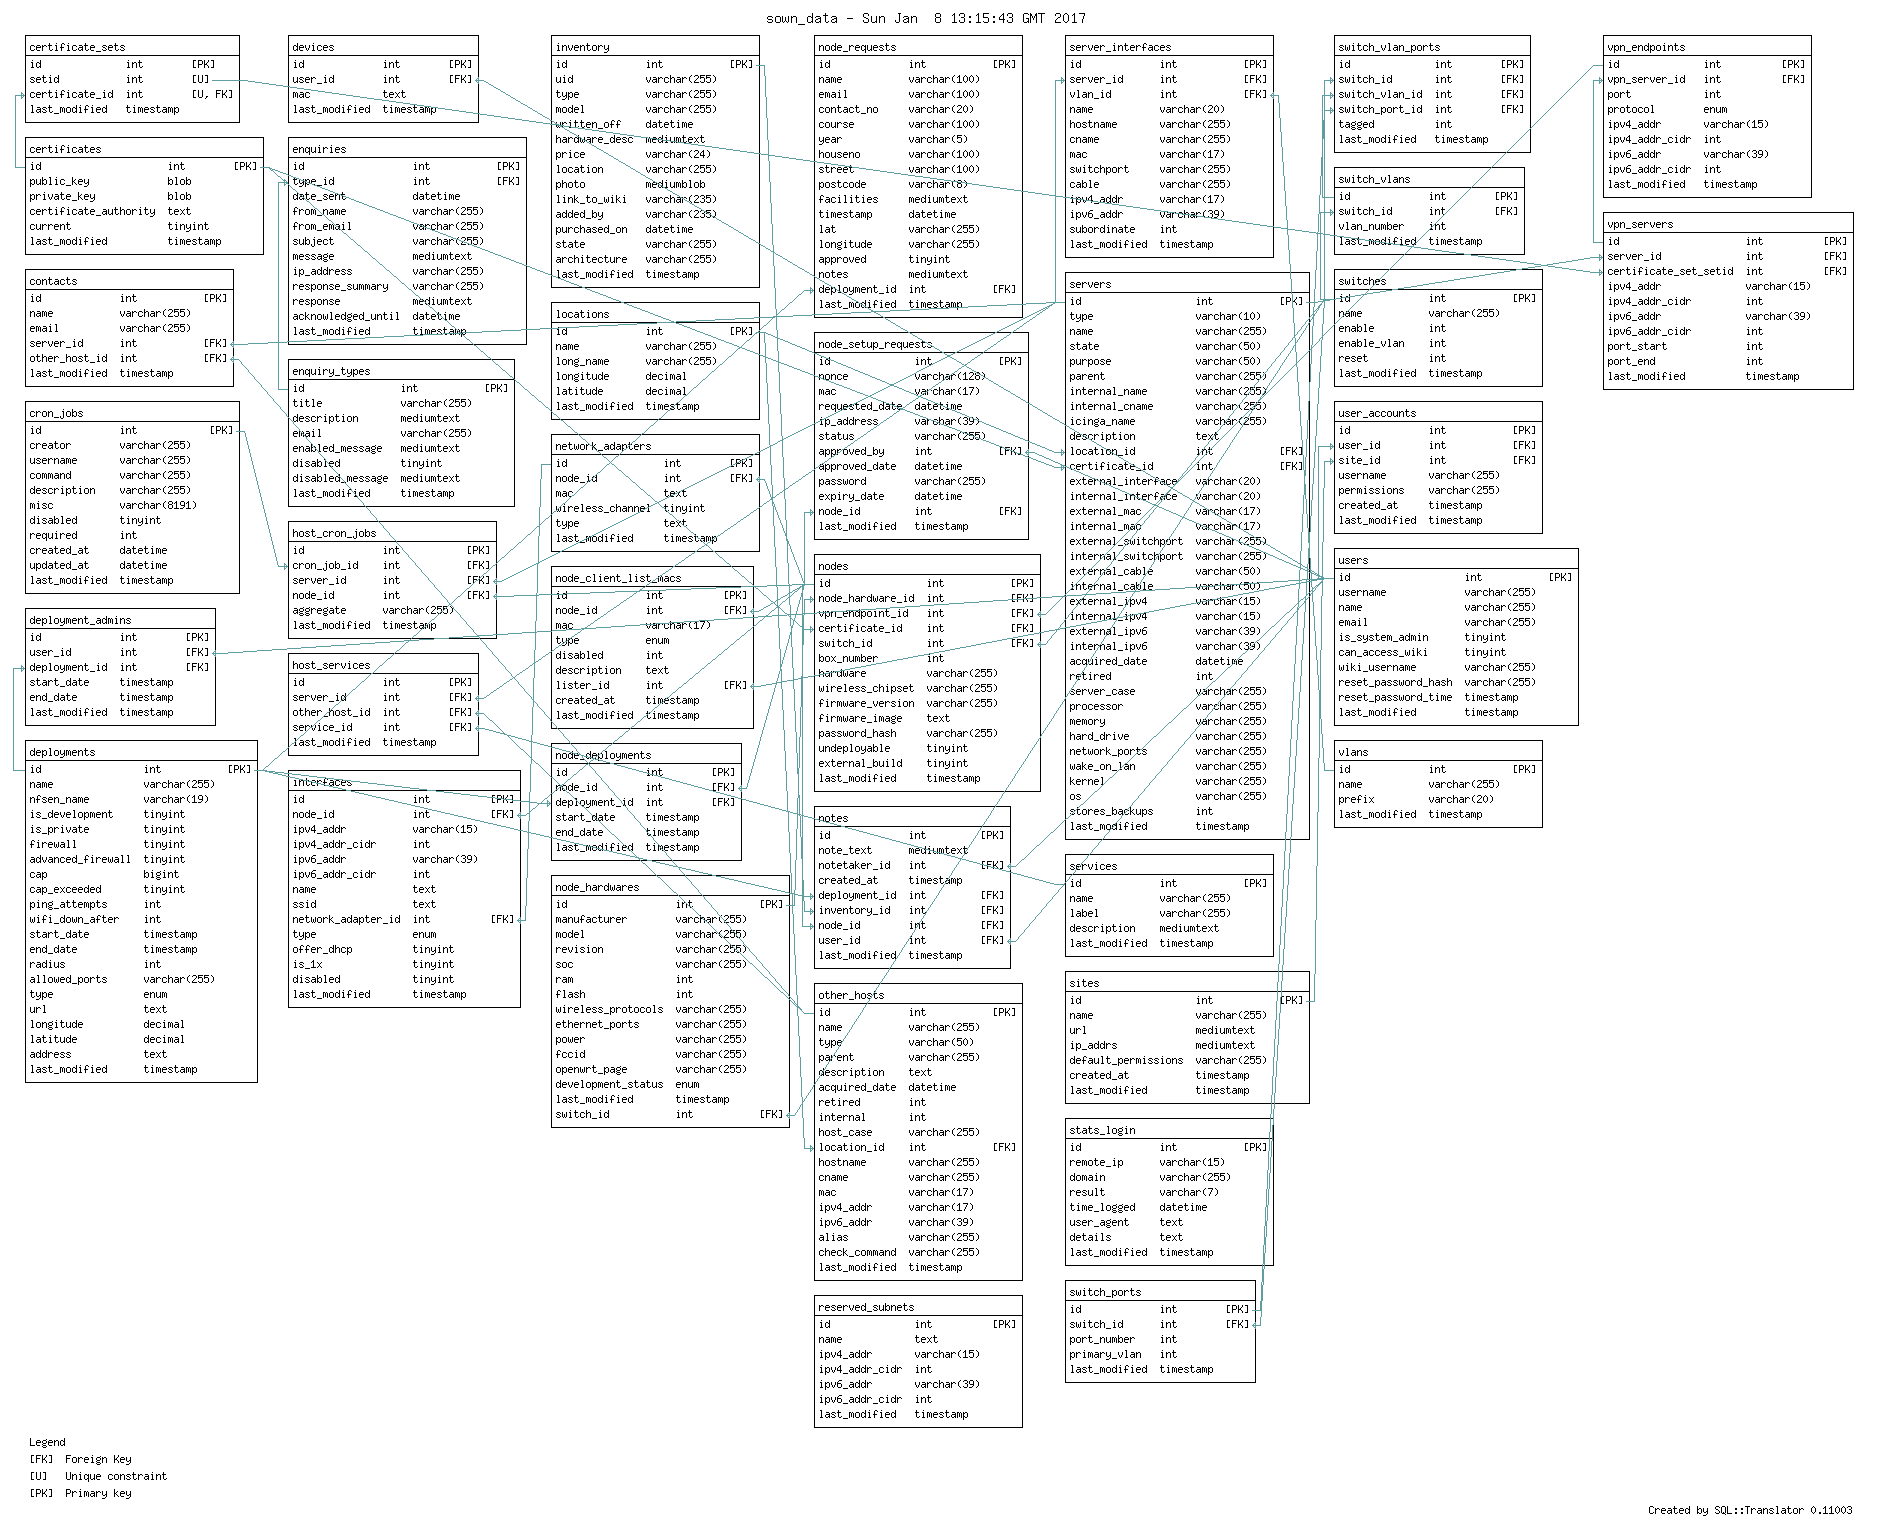 sown_data - Sun Jan  8 13:15:43 GMT 2017
certificate_sets
id int [PK]
setid int [U]
certificate_id int [U, FK]
last_modified timestamp
certificates
id int [PK]
public_key blob
private_key blob
certificate_authority text
current tinyint
last_modified timestamp
contacts
id int [PK]
name varchar(255)
email varchar(255)
server_id int [FK]
other_host_id int [FK]
last_modified timestamp
cron_jobs
id int [PK]
creator varchar(255)
username varchar(255)
command varchar(255)
description varchar(255)
misc varchar(8191)
disabled tinyint
required int
created_at datetime
updated_at datetime
last_modified timestamp
deployment_admins
id int [PK]
user_id int [FK]
deployment_id int [FK]
start_date timestamp
end_date timestamp
last_modified timestamp
deployments
id int [PK]
name varchar(255)
nfsen_name varchar(19)
is_development tinyint
is_private tinyint
firewall tinyint
advanced_firewall tinyint
cap bigint
cap_exceeded tinyint
ping_attempts int
wifi_down_after int
start_date timestamp
end_date timestamp
radius int
allowed_ports varchar(255)
type enum
url text
longitude decimal
latitude decimal
address text
last_modified timestamp
devices
id int [PK]
user_id int [FK]
mac text
last_modified timestamp
enquiries
id int [PK]
type_id int [FK]
date_sent datetime
from_name varchar(255)
from_email varchar(255)
subject varchar(255)
message mediumtext
ip_address varchar(255)
response_summary varchar(255)
response mediumtext
acknowledged_until datetime
last_modified timestamp
enquiry_types
id int [PK]
title varchar(255)
description mediumtext
email varchar(255)
enabled_message mediumtext
disabled tinyint
disabled_message mediumtext
last_modified timestamp
host_cron_jobs
id int [PK]
cron_job_id int [FK]
server_id int [FK]
node_id int [FK]
aggregate varchar(255)
last_modified timestamp
host_services
id int [PK]
server_id int [FK]
other_host_id int [FK]
service_id int [FK]
last_modified timestamp
interfaces
id int [PK]
node_id int [FK]
ipv4_addr varchar(15)
ipv4_addr_cidr int
ipv6_addr varchar(39)
ipv6_addr_cidr int
name text
ssid text
network_adapter_id int [FK]
type enum
offer_dhcp tinyint
is_1x tinyint
disabled tinyint
last_modified timestamp
inventory
id int [PK]
uid varchar(255)
type varchar(255)
model varchar(255)
written_off datetime
hardware_desc mediumtext
price varchar(24)
location varchar(255)
photo mediumblob
link_to_wiki varchar(235)
added_by varchar(235)
purchased_on datetime
state varchar(255)
architecture varchar(255)
last_modified timestamp
locations
id int [PK]
name varchar(255)
long_name varchar(255)
longitude decimal
latitude decimal
last_modified timestamp
network_adapters
id int [PK]
node_id int [FK]
mac text
wireless_channel tinyint
type text
last_modified timestamp
node_client_list_macs
id int [PK]
node_id int [FK]
mac varchar(17)
type enum
disabled int
description text
lister_id int [FK]
created_at timestamp
last_modified timestamp
node_deployments
id int [PK]
node_id int [FK]
deployment_id int [FK]
start_date timestamp
end_date timestamp
last_modified timestamp
node_hardwares
id int [PK]
manufacturer varchar(255)
model varchar(255)
revision varchar(255)
soc varchar(255)
ram int
flash int
wireless_protocols varchar(255)
ethernet_ports varchar(255)
power varchar(255)
fccid varchar(255)
openwrt_page varchar(255)
development_status enum
last_modified timestamp
switch_id int [FK]
node_requests
id int [PK]
name varchar(100)
email varchar(100)
contact_no varchar(20)
course varchar(100)
year varchar(5)
houseno varchar(100)
street varchar(100)
postcode varchar(8)
facilities mediumtext
timestamp datetime
lat varchar(255)
longitude varchar(255)
approved tinyint
notes mediumtext
deployment_id int [FK]
last_modified timestamp
node_setup_requests
id int [PK]
nonce varchar(128)
mac varchar(17)
requested_date datetime
ip_address varchar(39)
status varchar(255)
approved_by int [FK]
approved_date datetime
password varchar(255)
expiry_date datetime
node_id int [FK]
last_modified timestamp
nodes
id int [PK]
node_hardware_id int [FK]
vpn_endpoint_id int [FK]
certificate_id int [FK]
switch_id int [FK]
box_number int
hardware varchar(255)
wireless_chipset varchar(255)
firmware_version varchar(255)
firmware_image text
password_hash varchar(255)
undeployable tinyint
external_build tinyint
last_modified timestamp
notes
id int [PK]
note_text mediumtext
notetaker_id int [FK]
created_at timestamp
deployment_id int [FK]
inventory_id int [FK]
node_id int [FK]
user_id int [FK]
last_modified timestamp
other_hosts
id int [PK]
name varchar(255)
type varchar(50)
parent varchar(255)
description text
acquired_date datetime
retired int
internal int
host_case varchar(255)
location_id int [FK]
hostname varchar(255)
cname varchar(255)
mac varchar(17)
ipv4_addr varchar(17)
ipv6_addr varchar(39)
alias varchar(255)
check_command varchar(255)
last_modified timestamp
reserved_subnets
id int [PK]
name text
ipv4_addr varchar(15)
ipv4_addr_cidr int
ipv6_addr varchar(39)
ipv6_addr_cidr int
last_modified timestamp
server_interfaces
id int [PK]
server_id int [FK]
vlan_id int [FK]
name varchar(20)
hostname varchar(255)
cname varchar(255)
mac varchar(17)
switchport varchar(255)
cable varchar(255)
ipv4_addr varchar(17)
ipv6_addr varchar(39)
subordinate int
last_modified timestamp
servers
id int [PK]
type varchar(10)
name varchar(255)
state varchar(50)
purpose varchar(50)
parent varchar(255)
internal_name varchar(255)
internal_cname varchar(255)
icinga_name varchar(255)
description text
location_id int [FK]
certificate_id int [FK]
external_interface varchar(20)
internal_interface varchar(20)
external_mac varchar(17)
internal_mac varchar(17)
external_switchport varchar(255)
internal_switchport varchar(255)
external_cable varchar(50)
internal_cable varchar(50)
external_ipv4 varchar(15)
internal_ipv4 varchar(15)
external_ipv6 varchar(39)
internal_ipv6 varchar(39)
acquired_date datetime
retired int
server_case varchar(255)
processor varchar(255)
memory varchar(255)
hard_drive varchar(255)
network_ports varchar(255)
wake_on_lan varchar(255)
kernel varchar(255)
os varchar(255)
stores_backups int
last_modified timestamp
services
id int [PK]
name varchar(255)
label varchar(255)
description mediumtext
last_modified timestamp
sites
id int [PK]
name varchar(255)
url mediumtext
ip_addrs mediumtext
default_permissions varchar(255)
created_at timestamp
last_modified timestamp
stats_login
id int [PK]
remote_ip varchar(15)
domain varchar(255)
result varchar(7)
time_logged datetime
user_agent text
details text
last_modified timestamp
switch_ports
id int [PK]
switch_id int [FK]
port_number int
primary_vlan int
last_modified timestamp
switch_vlan_ports
id int [PK]
switch_id int [FK]
switch_vlan_id int [FK]
switch_port_id int [FK]
tagged int
last_modified timestamp
switch_vlans
id int [PK]
switch_id int [FK]
vlan_number int
last_modified timestamp
switches
id int [PK]
name varchar(255)
enable int
enable_vlan int
reset int
last_modified timestamp
user_accounts
id int [PK]
user_id int [FK]
site_id int [FK]
username varchar(255)
permissions varchar(255)
created_at timestamp
last_modified timestamp
users
id int [PK]
username varchar(255)
name varchar(255)
email varchar(255)
is_system_admin tinyint
can_access_wiki tinyint
wiki_username varchar(255)
reset_password_hash varchar(255)
reset_password_time timestamp
last_modified timestamp
vlans
id int [PK]
name varchar(255)
prefix varchar(20)
last_modified timestamp
vpn_endpoints
id int [PK]
vpn_server_id int [FK]
port int
protocol enum
ipv4_addr varchar(15)
ipv4_addr_cidr int
ipv6_addr varchar(39)
ipv6_addr_cidr int
last_modified timestamp
vpn_servers
id int [PK]
server_id int [FK]
certificate_set_setid int [FK]
ipv4_addr varchar(15)
ipv4_addr_cidr int
ipv6_addr varchar(39)
ipv6_addr_cidr int
port_start int
port_end int
last_modified timestamp
Legend
[FK] Foreign Key
[U] Unique constraint
[PK] Primary key
Created by SQL::Translator 0.11003